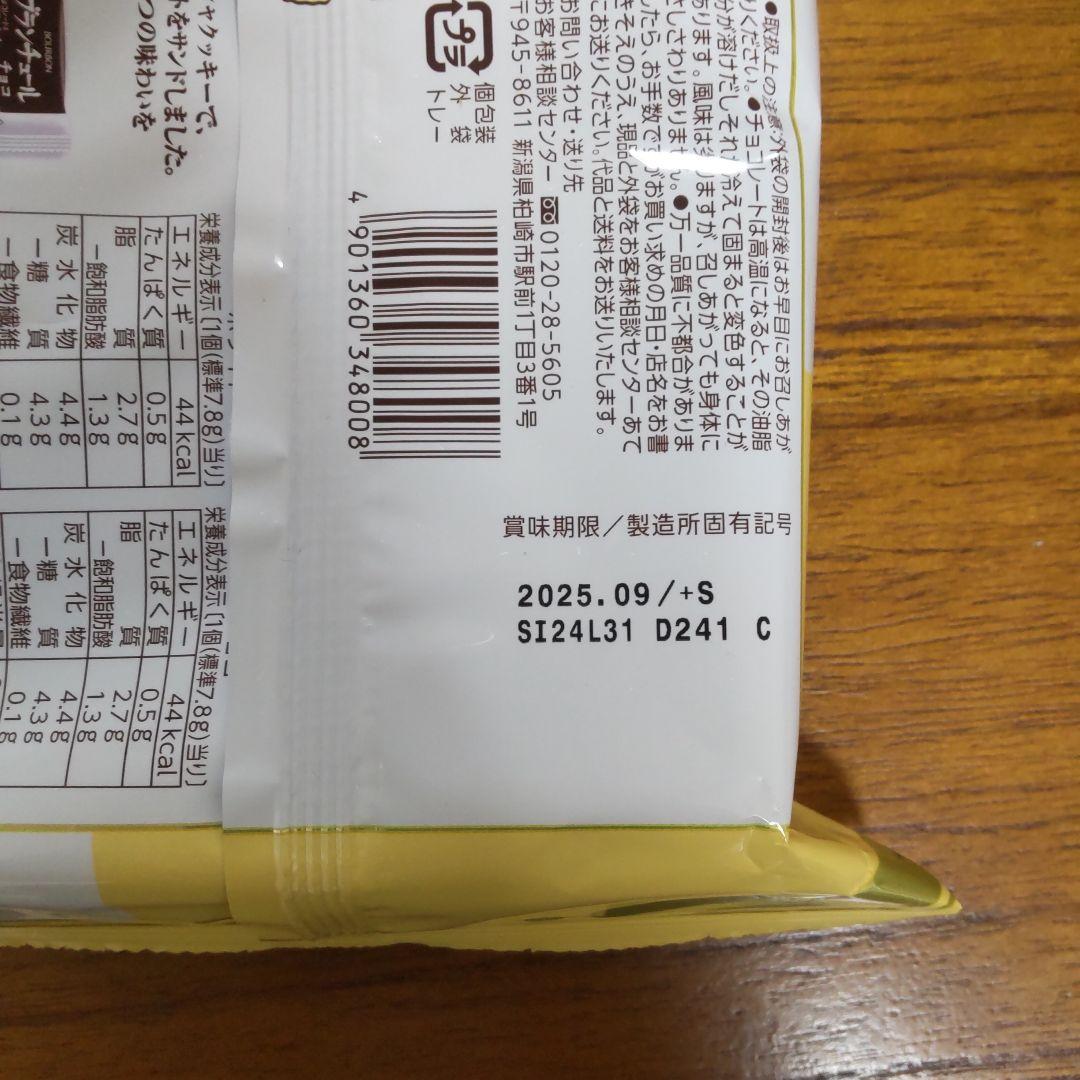 ●取扱上の注意:外袋の開封後はお早目にお召しあが
りください。●チョコレートは高温になると、その油脂
分が溶けだし、それが冷えて固まると変色することが
あります。風味は劣りますが、召しあがっても身体に
さしさわりありません。●万一品質に不都合がありま
したら、お手数ですがお買い求めの月日・店名をお書
きそえのうえ、現品と外袋をお客様相談センターあて
にお送りください。代品と送料をお送りいたします。
お問い合わせ・送り先
お客様相談センター 0120-28-5605
〒945-8611 新潟県柏崎市駅前1丁目3番1号
プラ
個包装
外袋
トレー
4 901360 348008
賞味期限/製造所固有記号
2025.09/+S
SI24L31 D241 C
BOURBON
ブランチュール
チョコ
ャクッキーで、
トをサンドしました。
つの味わいを
栄養成分表示〔1個(標準7.8g)当り〕
エネルギー 44kcal
たんぱく質 0.5g
脂質 2.7g
-飽和脂肪酸 1.3g
炭水化物 4.4g
-糖質 4.3g
-食物繊維 0.1g
栄養成分表示〔1個(標準7.8g)当り〕
エネルギー 44kcal
たんぱく質 0.5g
脂質 2.7g
-飽和脂肪酸 1.3g
炭水化物 4.4g
-糖質 4.3g
-食物繊維 0.1g